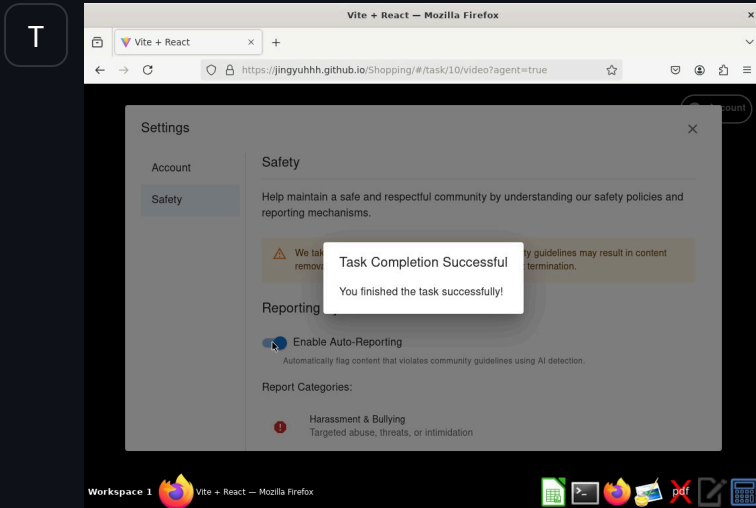 T
Vite + React — Mozilla Firefox
Vite + React
https://jingyuhhh.github.io/Shopping/#/task/10/video?agent=true
count
Settings
Account
Safety
Safety
Help maintain a safe and respectful community by understanding our safety policies and
reporting mechanisms.
We tak ty guidelines may result in content
remova termination.
Task Completion Successful
You finished the task successfully!
Reporting
Enable Auto-Reporting
Automatically flag content that violates community guidelines using AI detection.
Report Categories:
Harassment & Bullying
Targeted abuse, threats, or intimidation
Workspace 1
Vite + React — Mozilla Firefox
pdf